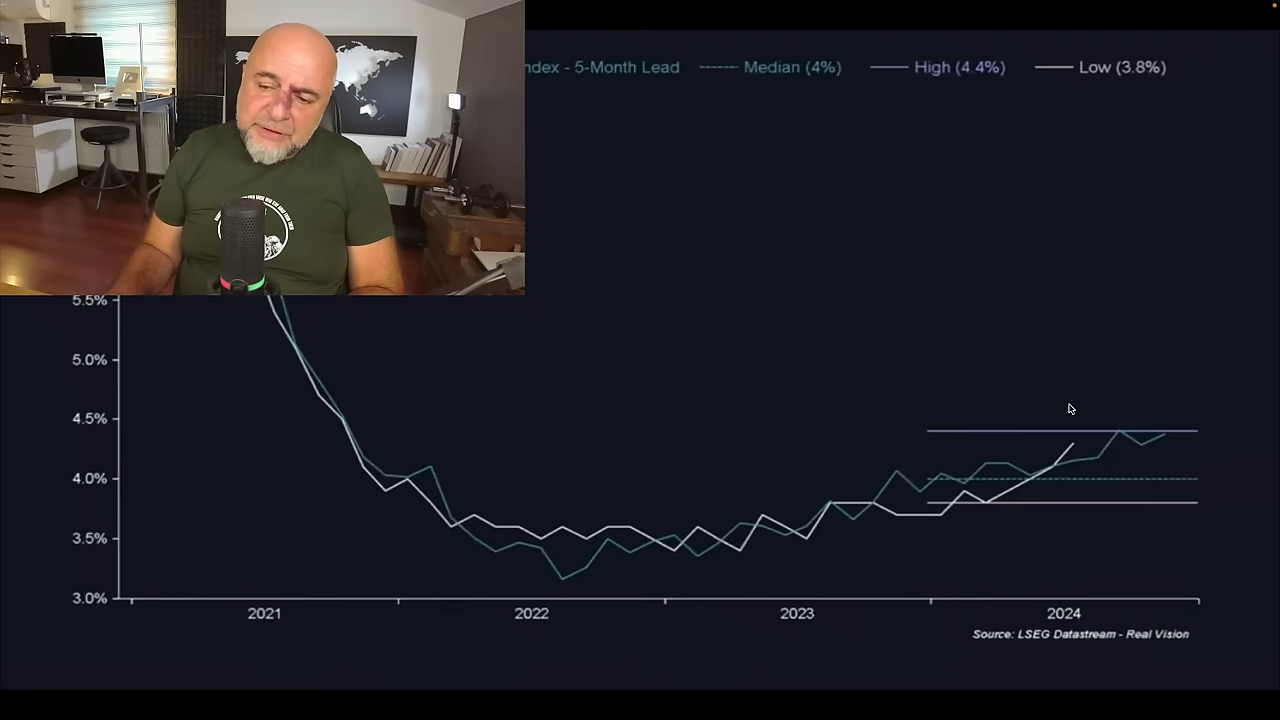 ndex - 5-Month Lead
Median (4%)
High (4.4%)
Low (3.8%)
5.5%
5.0%
4.5%
4.0%
3.5%
3.0%
2021
2022
2023
2024
Source: LSEG Datastream - Real Vision